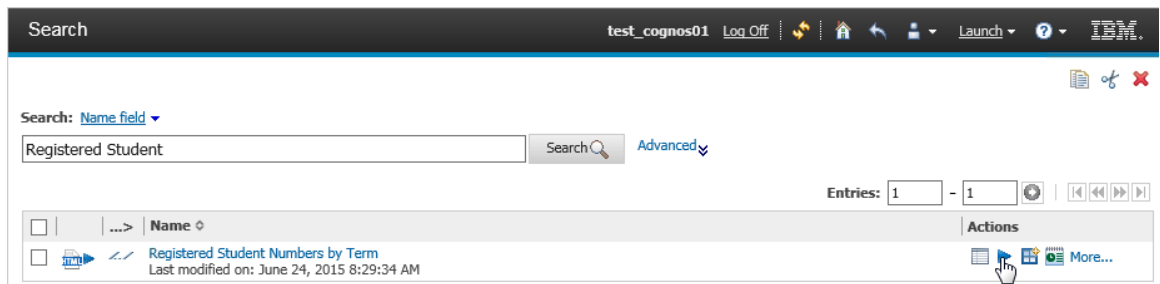 Search test_cognos01 Log Off Launch ? IBM.
Search: Name field
Registered Student Search Advanced
Entries: 1 - 1
...> Name Actions
HTML Registered Student Numbers by Term More...
Last modified on: June 24, 2015 8:29:34 AM